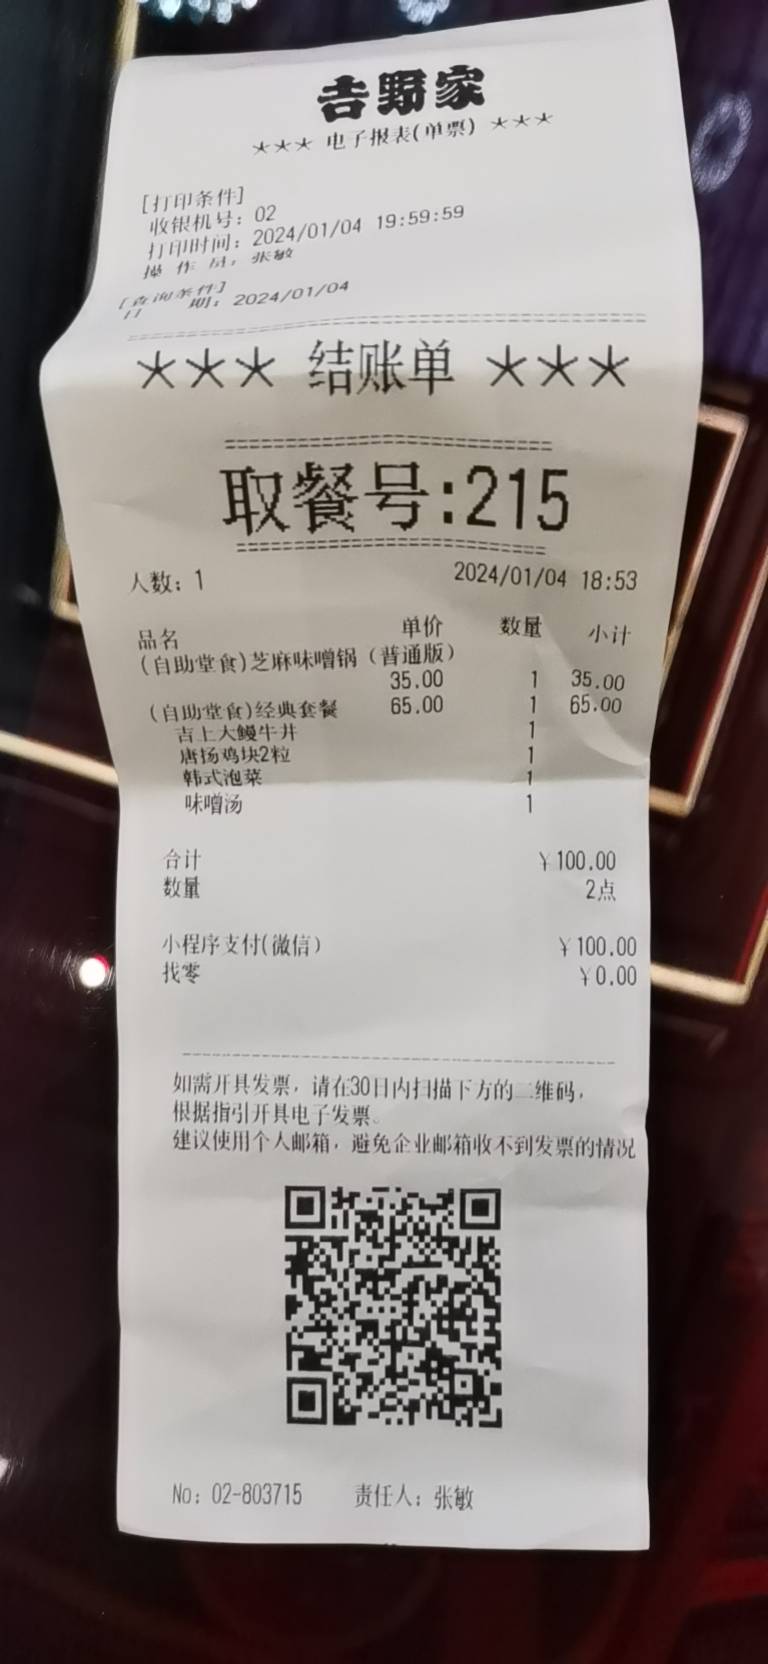 吉野家
*** 电子报表(单票) ***
[打印条件]
收银机号: 02
打印时间: 2024/01/04 19:59:59
操 作 员: 张敏
[查询条件]
日 期: 2024/01/04
*** 结账单 ***
取餐号:215
人数: 1 2024/01/04 18:53
品名 单价 数量 小计
(自助堂食)芝麻味噌锅(普通版)
35.00 1 35.00
(自助堂食)经典套餐 65.00 1 65.00
吉上大鳗牛丼 1
唐扬鸡块2粒 1
韩式泡菜 1
味噌汤 1
合计 ¥100.00
数量 2点
小程序支付(微信) ¥100.00
找零 ¥0.00
如需开具发票，请在30日内扫描下方的二维码，
根据指引开具电子发票。
建议使用个人邮箱，避免企业邮箱收不到发票的情况
No: 02-803715 责任人: 张敏